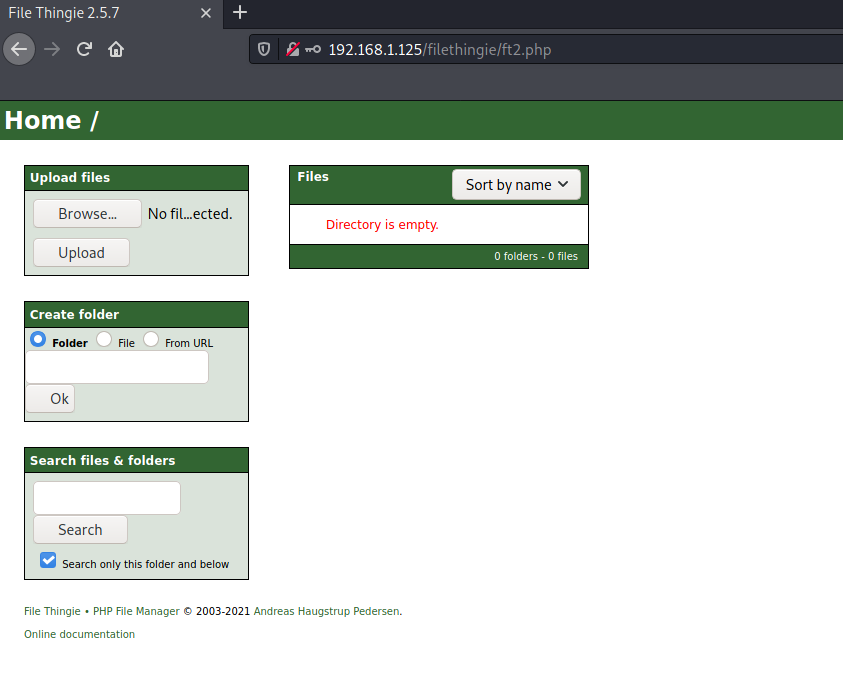 File Thingie 2.5.7
192.168.1.125/filethingie/ft2.php
Home /
Upload files
Browse... No fil...ected.
Upload
Files Sort by name
Directory is empty.
0 folders - 0 files
Create folder
Folder File From URL
Ok
Search files & folders
Search
Search only this folder and below
File Thingie • PHP File Manager © 2003-2021 Andreas Haugstrup Pedersen.
Online documentation